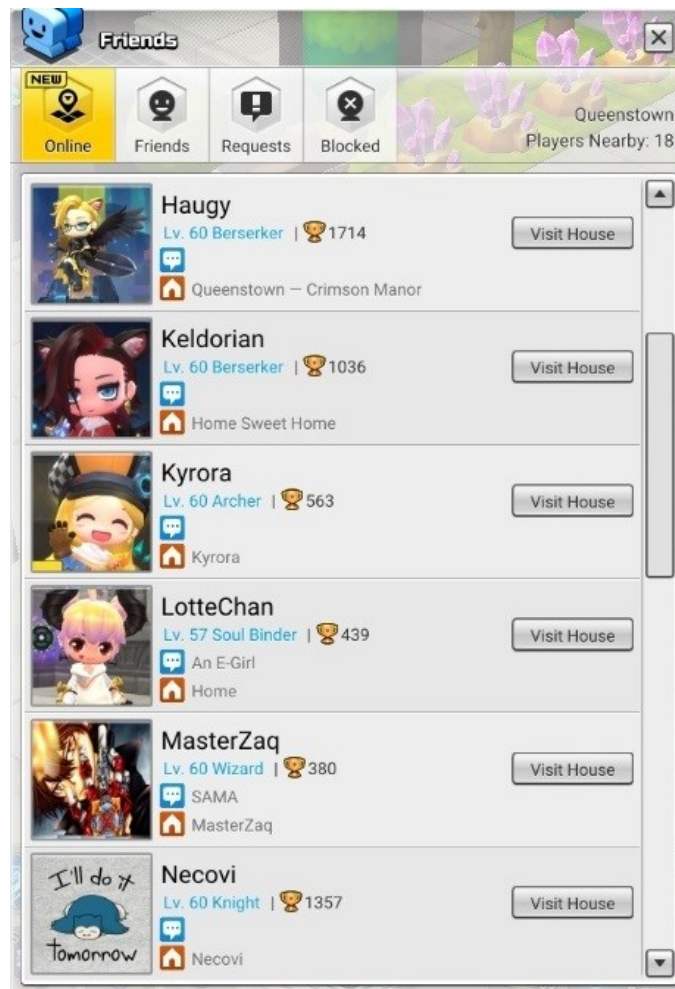 Friends
NEW
Online
Friends
Requests
Blocked
Queenstown
Players Nearby: 18
Haugy
Lv. 60 Berserker | 1714
Visit House
Queenstown — Crimson Manor
Keldorian
Lv. 60 Berserker | 1036
Visit House
Home Sweet Home
Kyrora
Lv. 60 Archer | 563
Visit House
Kyrora
LotteChan
Lv. 57 Soul Binder | 439
Visit House
An E-Girl
Home
MasterZaq
Lv. 60 Wizard | 380
Visit House
SAMA
MasterZaq
I'll do it
tomorrow
Necovi
Lv. 60 Knight | 1357
Visit House
Necovi